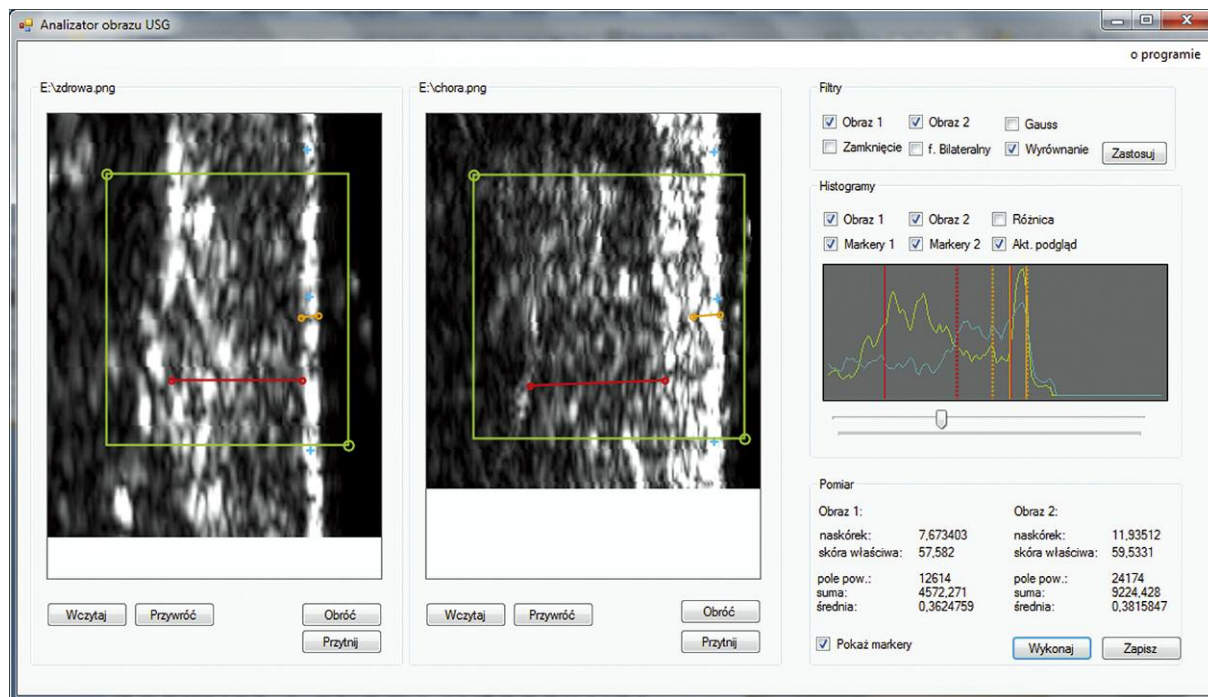 Analizator obrazu USG
o programie
E:\zdrowa.png
E:\chora.png
Wczytaj Przywróć Obróć
Przytnij
Wczytaj Przywróć Obróć
Przytnij
Filtry
Obraz 1 Obraz 2 Gauss
Zamknięcie f. Bilateralny Wyrównanie Zastosuj
Histogramy
Obraz 1 Obraz 2 Różnica
Markery 1 Markery 2 Akt. podgląd
Pomiar
Obraz 1: Obraz 2:
naskórek: 7,673403 naskórek: 11,93512
skóra właściwa: 57,582 skóra właściwa: 59,5331
pole pow.: 12614 pole pow.: 24174
suma: 4572,271 suma: 9224,428
średnia: 0,3624759 średnia: 0,3815847
Pokaż markery Wykonaj Zapisz